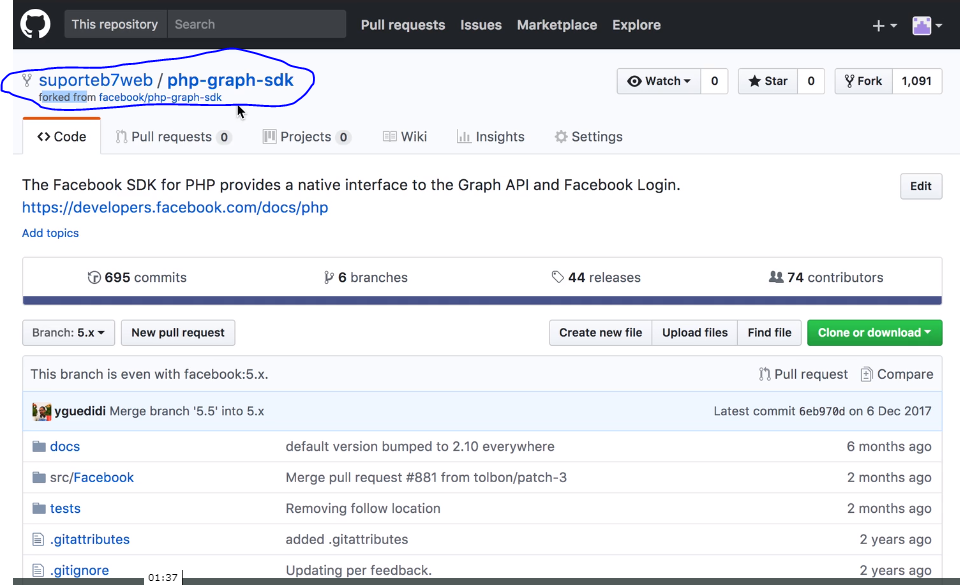 This repository Search Pull requests Issues Marketplace Explore
suporteb7web / php-graph-sdk Watch 0 Star 0 Fork 1,091
forked from facebook/php-graph-sdk
Code Pull requests 0 Projects 0 Wiki Insights Settings
The Facebook SDK for PHP provides a native interface to the Graph API and Facebook Login. Edit
https://developers.facebook.com/docs/php
Add topics
695 commits 6 branches 44 releases 74 contributors
Branch: 5.x New pull request Create new file Upload files Find file Clone or download
This branch is even with facebook:5.x. Pull request Compare
yguedidi Merge branch '5.5' into 5.x Latest commit 6eb970d on 6 Dec 2017
docs default version bumped to 2.10 everywhere 6 months ago
src/Facebook Merge pull request #881 from tolbon/patch-3 2 months ago
tests Removing follow location 2 months ago
.gitattributes added .gitattributes 2 years ago
.gitignore Updating per feedback. 2 years ago
01:37